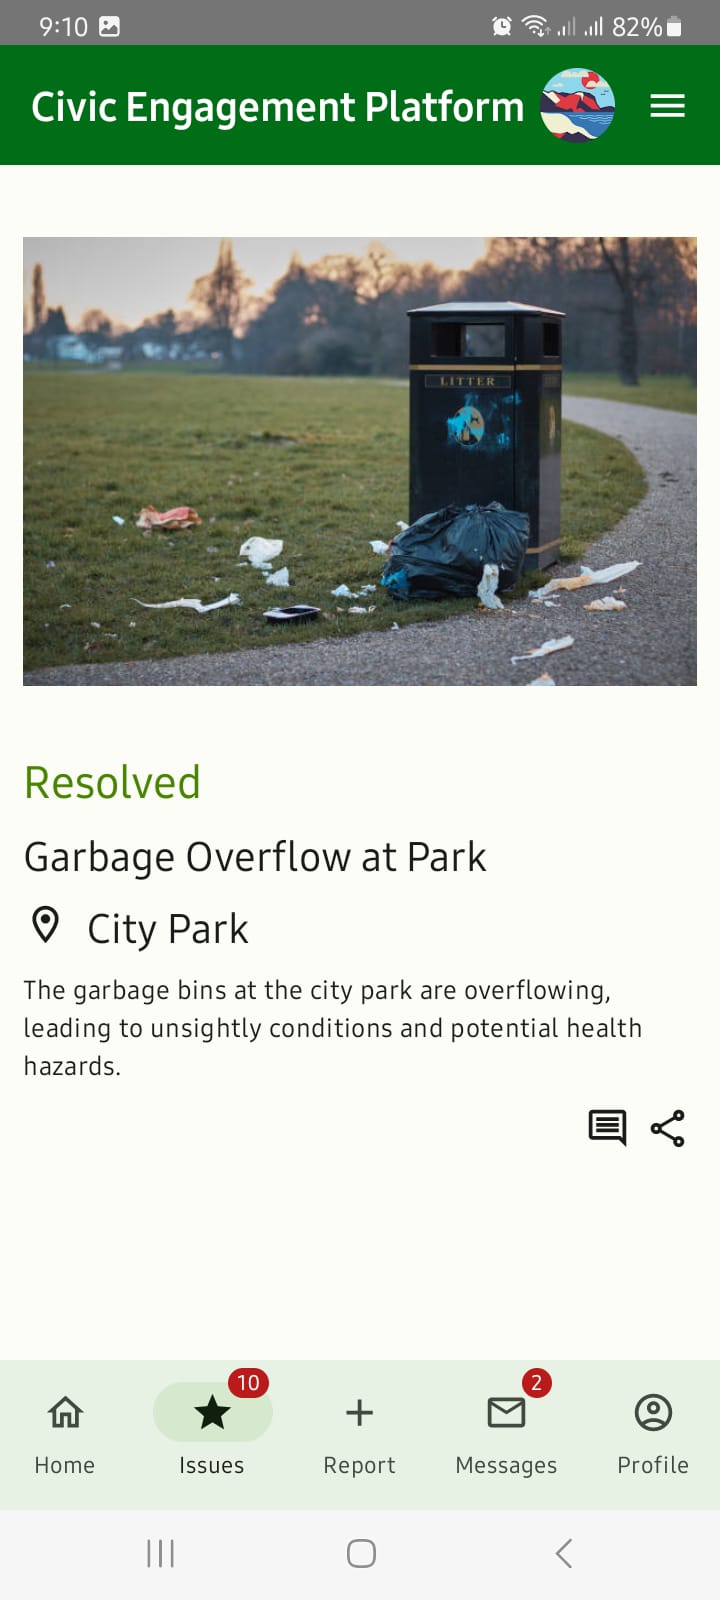 9:10
82%
Civic Engagement Platform
LITTER
Resolved
Garbage Overflow at Park
City Park
The garbage bins at the city park are overflowing,
leading to unsightly conditions and potential health
hazards.
10
2
Home
Issues
Report
Messages
Profile